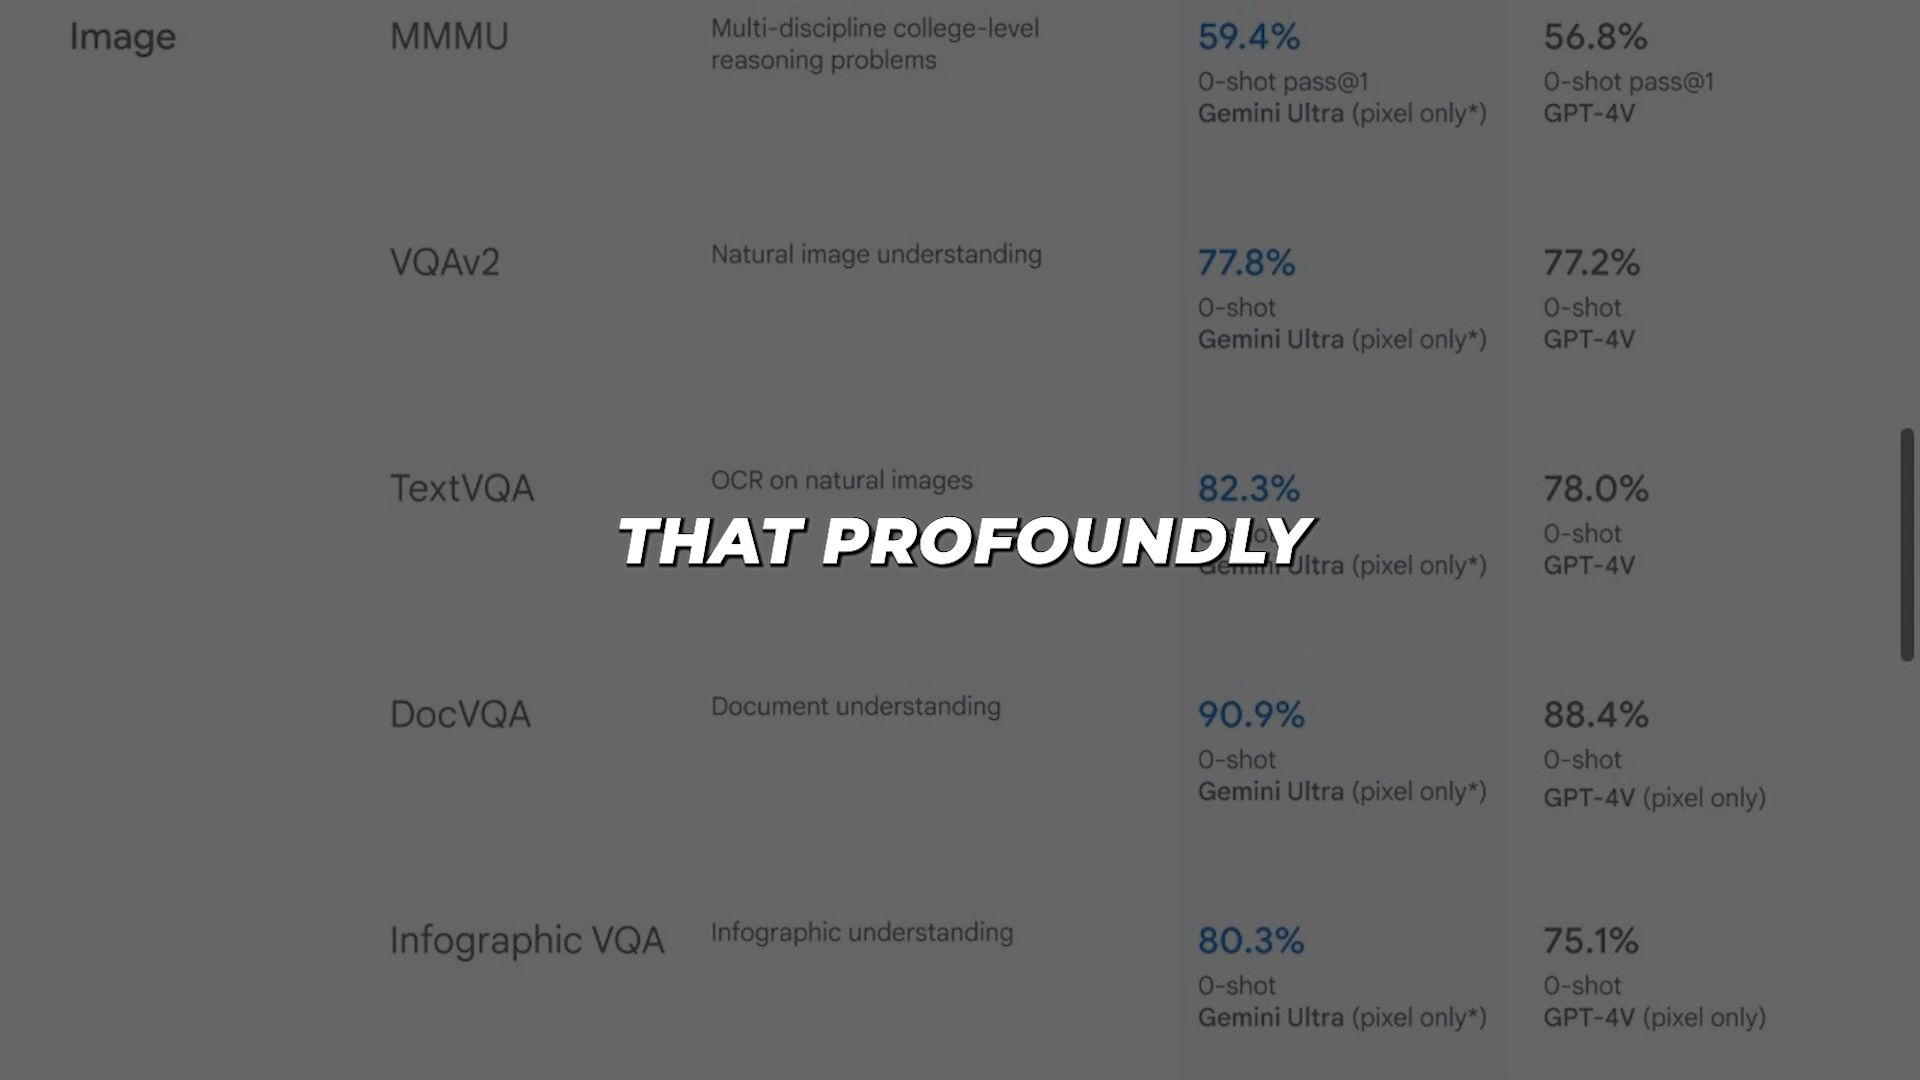 Image
MMMU
Multi-discipline college-level
reasoning problems
59.4%
0-shot pass@1
Gemini Ultra (pixel only*)
56.8%
0-shot pass@1
GPT-4V
VQAv2
Natural image understanding
77.8%
0-shot
Gemini Ultra (pixel only*)
77.2%
0-shot
GPT-4V
TextVQA
OCR on natural images
82.3%
Gemini Ultra (pixel only*)
78.0%
0-shot
GPT-4V
THAT PROFOUNDLY
DocVQA
Document understanding
90.9%
0-shot
Gemini Ultra (pixel only*)
88.4%
0-shot
GPT-4V (pixel only)
Infographic VQA
Infographic understanding
80.3%
0-shot
Gemini Ultra (pixel only*)
75.1%
0-shot
GPT-4V (pixel only)